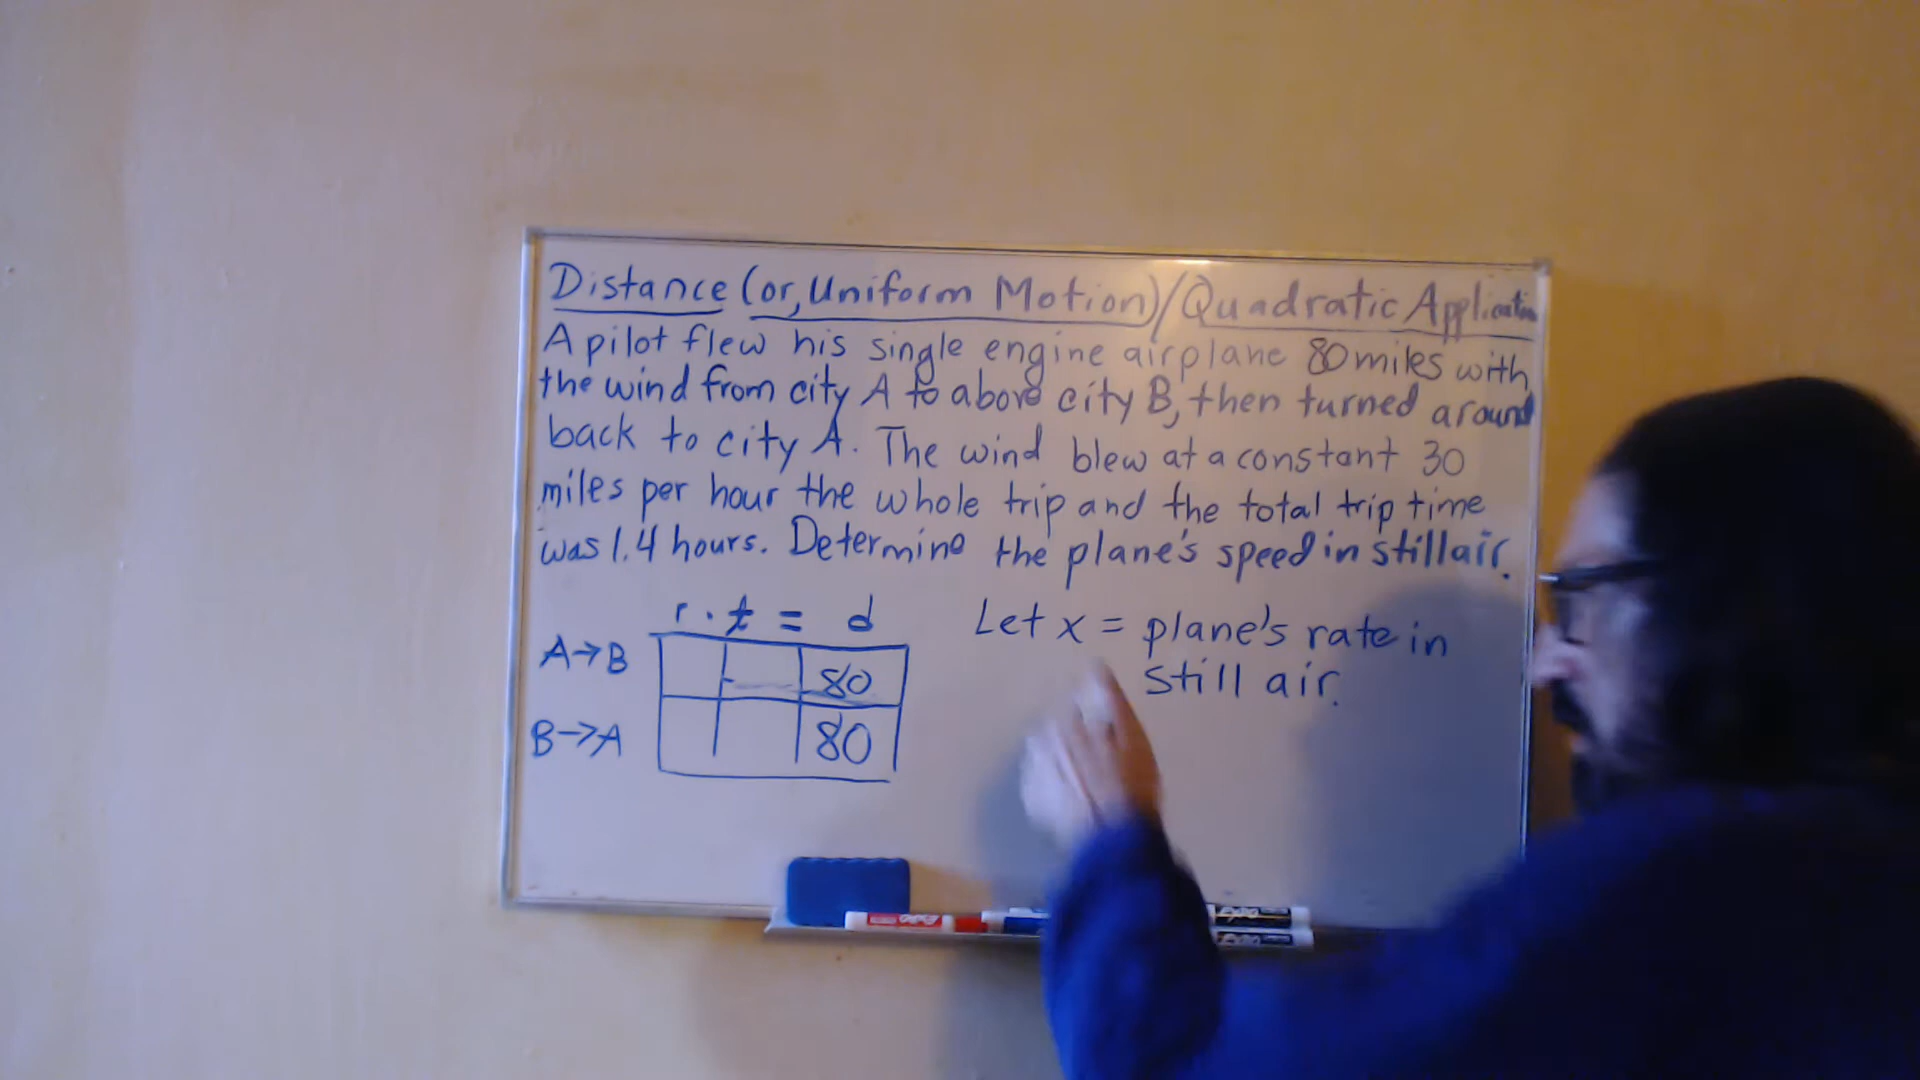 Distance (or, Uniform Motion)/Quadratic Application
A pilot flew his single engine airplane 80 miles with
the wind from city A to above city B, then turned around
back to city A. The wind blew at a constant 30
miles per hour the whole trip and the total trip time
was 1.4 hours. Determine the plane's speed in still air.
r · t = d
Let x = plane's rate in
still air.
A→B 80
B→A 80
EXPO